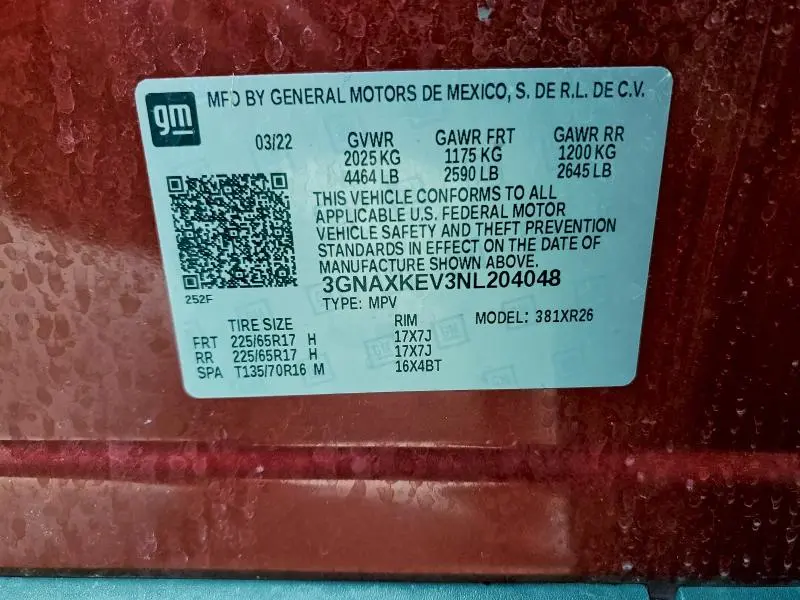 gm MFD BY GENERAL MOTORS DE MEXICO, S. DE R.L. DE C.V.
03/22 GVWR GAWR FRT GAWR RR
2025 KG 1175 KG 1200 KG
4464 LB 2590 LB 2645 LB
THIS VEHICLE CONFORMS TO ALL
APPLICABLE U.S. FEDERAL MOTOR
VEHICLE SAFETY AND THEFT PREVENTION
STANDARDS IN EFFECT ON THE DATE OF
MANUFACTURE SHOWN ABOVE.
3GNAXKEV3NL204048
252F
TYPE: MPV
TIRE SIZE RIM MODEL: 381XR26
FRT 225/65R17 H 17X7J
RR 225/65R17 H 17X7J
SPA T135/70R16 M 16X4BT